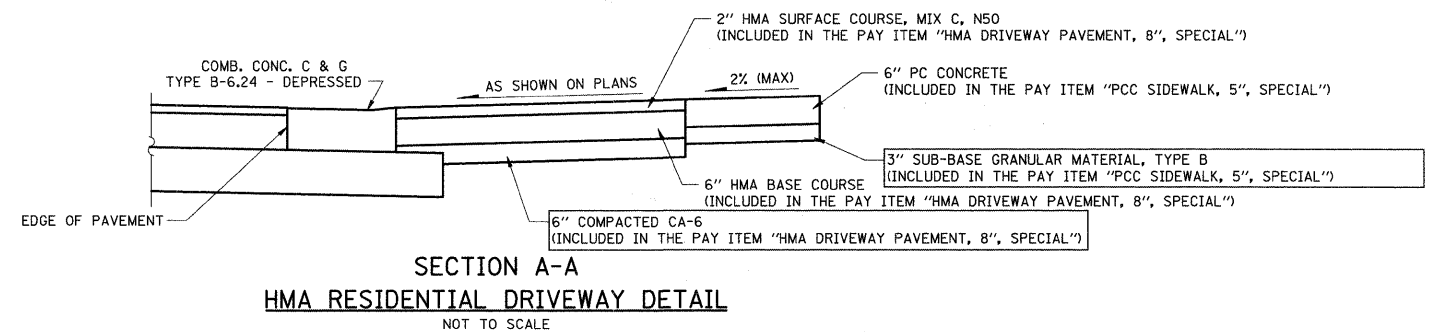 2" HMA SURFACE COURSE, MIX C, N50
(INCLUDED IN THE PAY ITEM "HMA DRIVEWAY PAVEMENT, 8", SPECIAL")
COMB. CONC. C & G
TYPE B-6.24 - DEPRESSED
AS SHOWN ON PLANS
2% (MAX)
6" PC CONCRETE
(INCLUDED IN THE PAY ITEM "PCC SIDEWALK, 5", SPECIAL")
3" SUB-BASE GRANULAR MATERIAL, TYPE B
(INCLUDED IN THE PAY ITEM "PCC SIDEWALK, 5", SPECIAL")
6" HMA BASE COURSE
(INCLUDED IN THE PAY ITEM "HMA DRIVEWAY PAVEMENT, 8", SPECIAL")
EDGE OF PAVEMENT
6" COMPACTED CA-6
(INCLUDED IN THE PAY ITEM "HMA DRIVEWAY PAVEMENT, 8", SPECIAL")
SECTION A-A
HMA RESIDENTIAL DRIVEWAY DETAIL
NOT TO SCALE